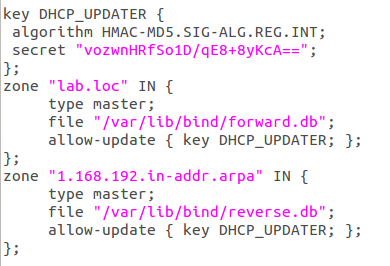 key DHCP_UPDATER {
 algorithm HMAC-MD5.SIG-ALG.REG.INT;
 secret "vozwnHRfSo1D/qE8+8yKcA==";
};
zone "lab.loc" IN {
     type master;
     file "/var/lib/bind/forward.db";
     allow-update { key DHCP_UPDATER; };
};
zone "1.168.192.in-addr.arpa" IN {
     type master;
     file "/var/lib/bind/reverse.db";
     allow-update { key DHCP_UPDATER; };
};